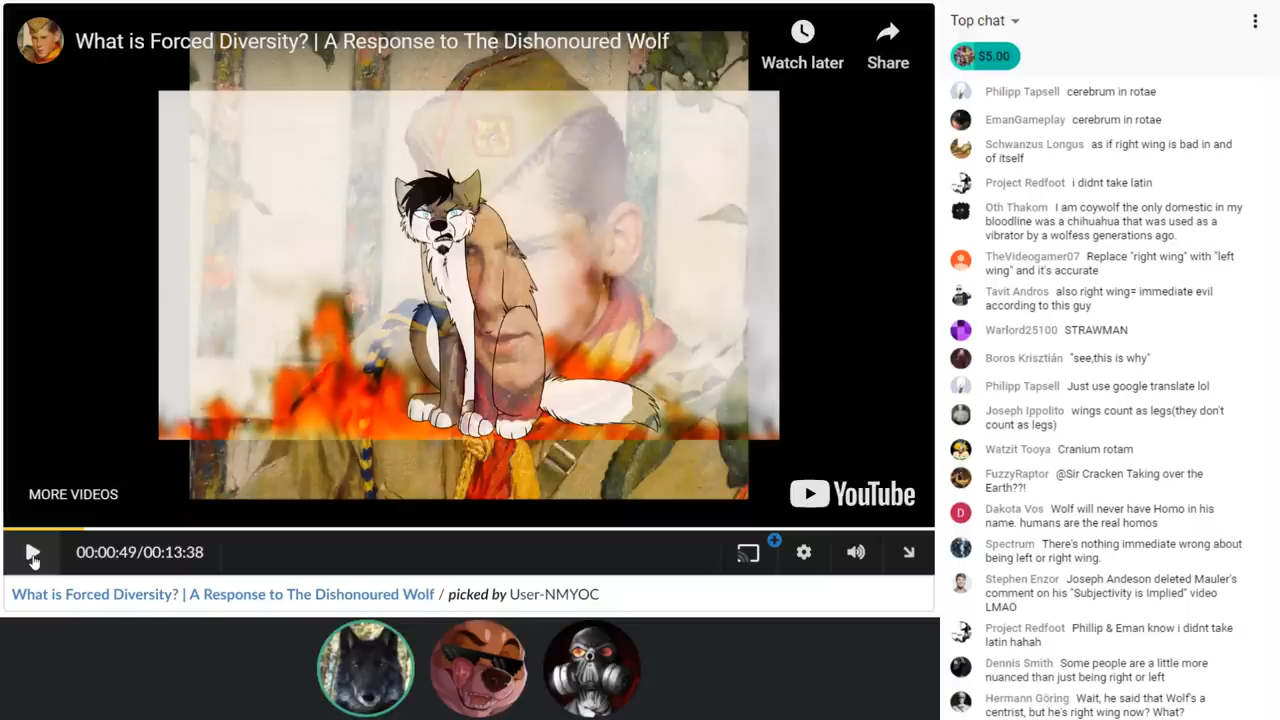 What is Forced Diversity? | A Response to The Dishonoured Wolf
Watch later
Share
MORE VIDEOS
YouTube
00:00:49/00:13:38
What is Forced Diversity? | A Response to The Dishonoured Wolf / picked by User-NMYOC
Top chat
$5.00
Philipp Tapsell cerebrum in rotae
EmanGameplay cerebrum in rotae
Schwanzus Longus as if right wing is bad in and
of itself
Project Redfoot i didnt take latin
Oth Thakom I am coywolf the only domestic in my
bloodline was a chihuahua that was used as a
vibrator by a wolfess generations ago.
TheVideogamer07 Replace "right wing" with "left
wing" and it's accurate
Tavit Andros also right wing= immediate evil
according to this guy
Warlord25100 STRAWMAN
Boros Krisztián "see,this is why"
Philipp Tapsell Just use google translate lol
Joseph Ippolito wings count as legs(they don't
count as legs)
Watzit Tooya Cranium rotam
FuzzyRaptor @Sir Cracken Taking over the
Earth??!
D
Dakota Vos Wolf will never have Homo in his
name. humans are the real homos
Spectrum There's nothing immediate wrong about
being left or right wing.
Stephen Enzor Joseph Andeson deleted Mauler's
comment on his "Subjectivity is Implied" video
LMAO
Project Redfoot Phillip & Eman know i didnt take
latin hahah
Dennis Smith Some people are a little more
nuanced than just being right or left
Hermann Göring Wait, he said that Wolf's a
centrist, but he's right wing now? What?